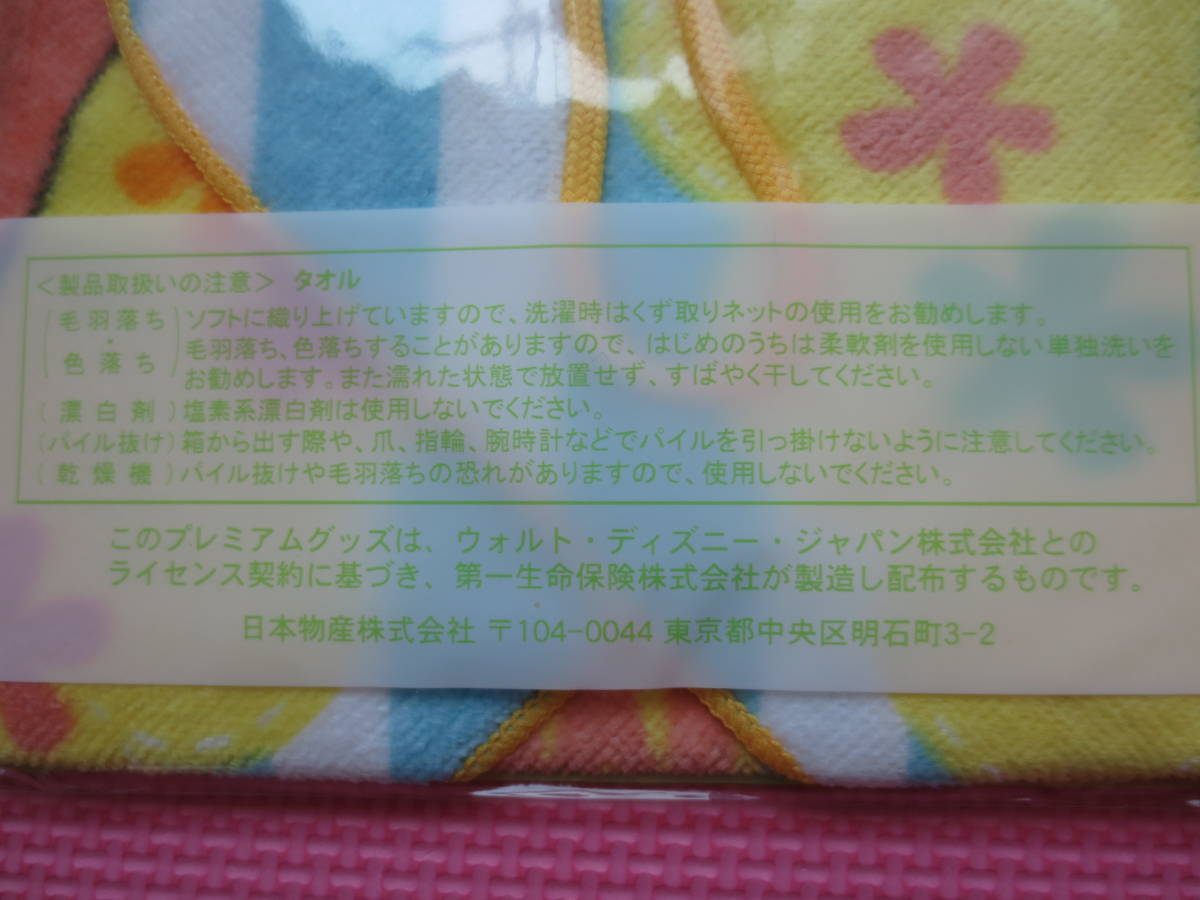 <製品取扱いの注意> タオル
(毛羽落ち・色落ち) ソフトに織り上げていますので、洗濯時はくず取りネットの使用をお勧めします。
毛羽落ち、色落ちすることがありますので、はじめのうちは柔軟剤を使用しない単独洗いを
お勧めします。また濡れた状態で放置せず、すばやく干してください。
(漂白剤) 塩素系漂白剤は使用しないでください。
(パイル抜け) 箱から出す際や、爪、指輪、腕時計などでパイルを引っ掛けないように注意してください。
(乾燥機) パイル抜けや毛羽落ちの恐れがありますので、使用しないでください。
このプレミアムグッズは、ウォルト・ディズニー・ジャパン株式会社との
ライセンス契約に基づき、第一生命保険株式会社が製造し配布するものです。
日本物産株式会社 〒104-0044 東京都中央区明石町3-2